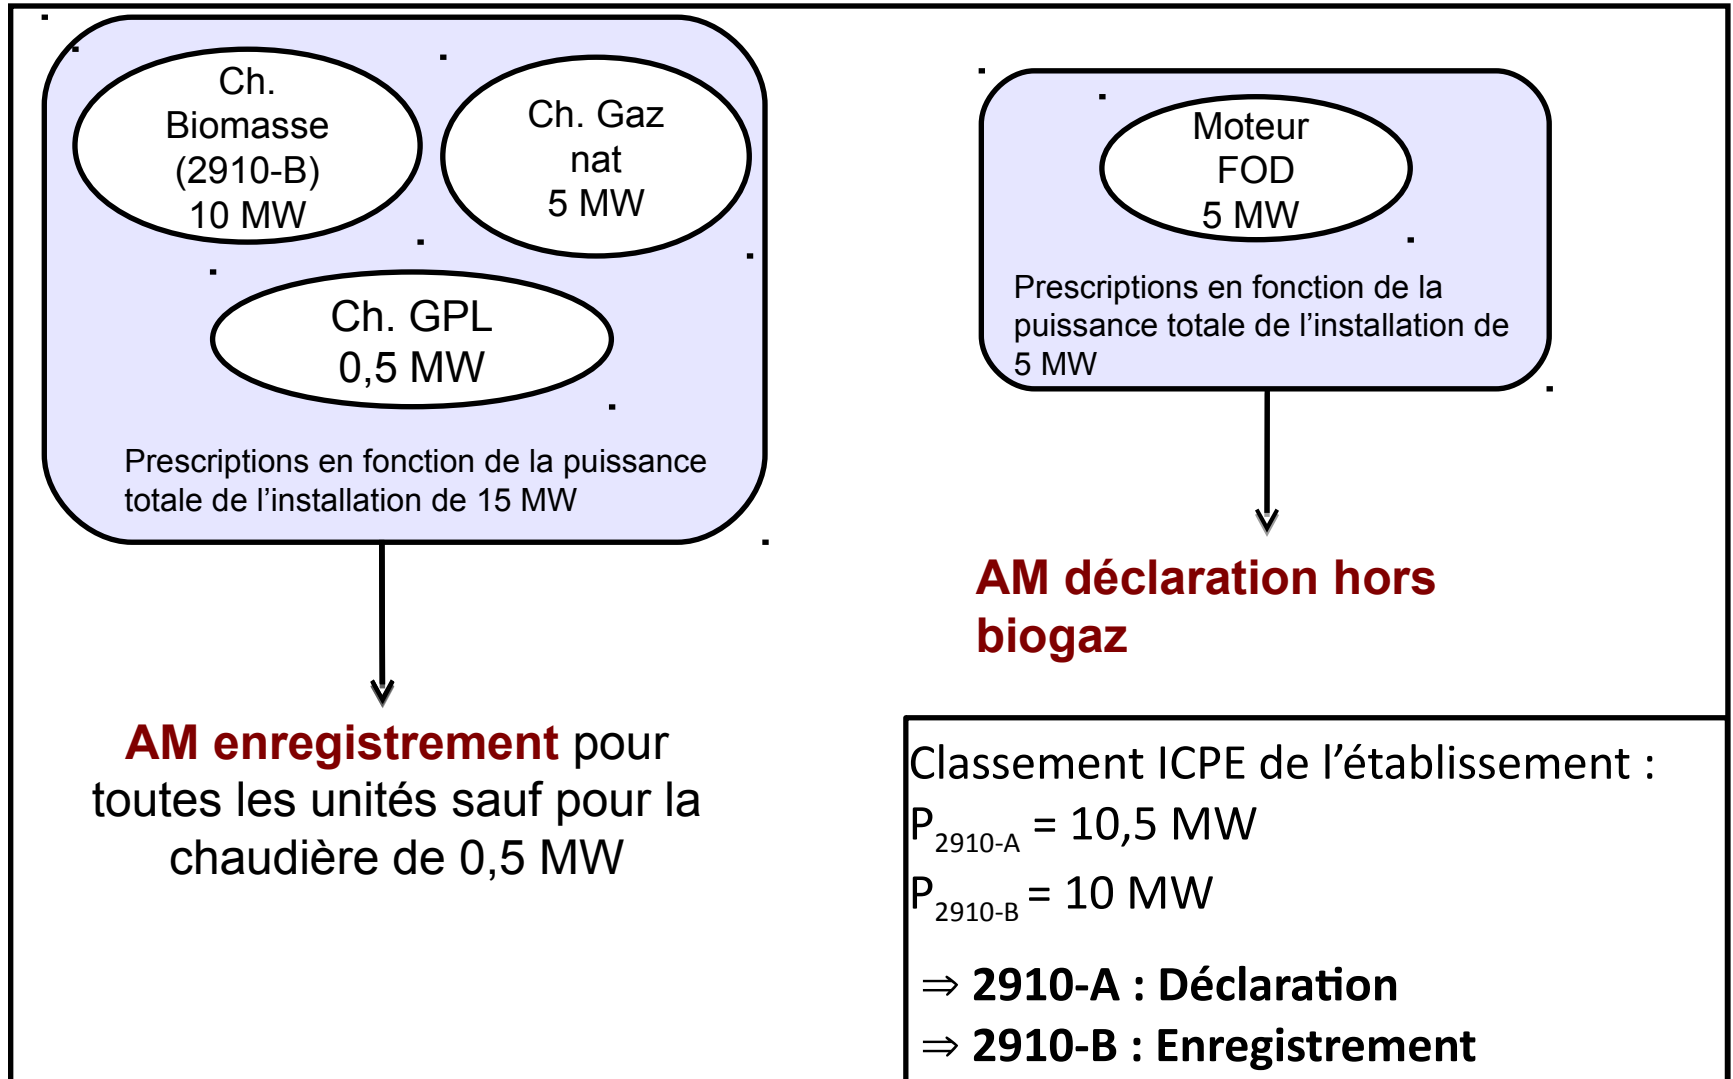 Ch.
Biomasse
(2910-B)
10 MW
Ch. Gaz
nat
5 MW
Ch. GPL
0,5 MW
Prescriptions en fonction de la puissance
totale de l’installation de 15 MW
AM enregistrement pour
toutes les unités sauf pour la
chaudière de 0,5 MW
Moteur
FOD
5 MW
Prescriptions en fonction de la
puissance totale de l’installation de
5 MW
AM déclaration hors
biogaz
Classement ICPE de l’établissement :
P2910-A = 10,5 MW
P2910-B = 10 MW
⇒ 2910-A : Déclaration
⇒ 2910-B : Enregistrement